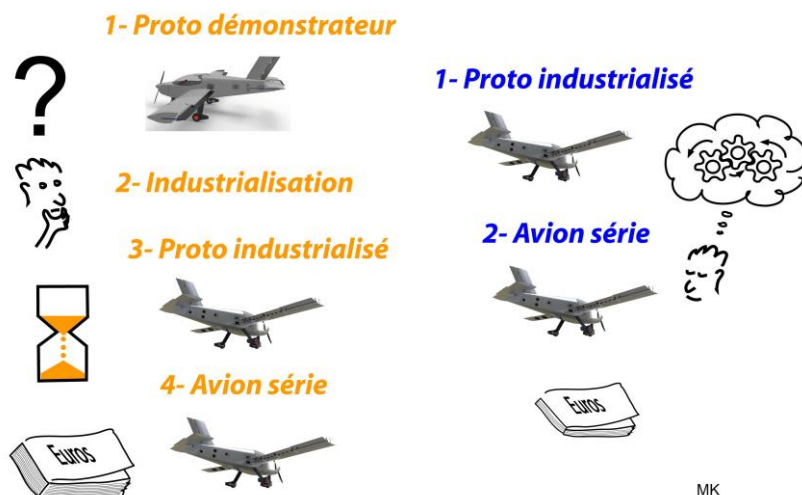 1- Proto démonstrateur
?
2- Industrialisation
3- Proto industrialisé
4- Avion série
Euros
1- Proto industrialisé
2- Avion série
Euros
MK